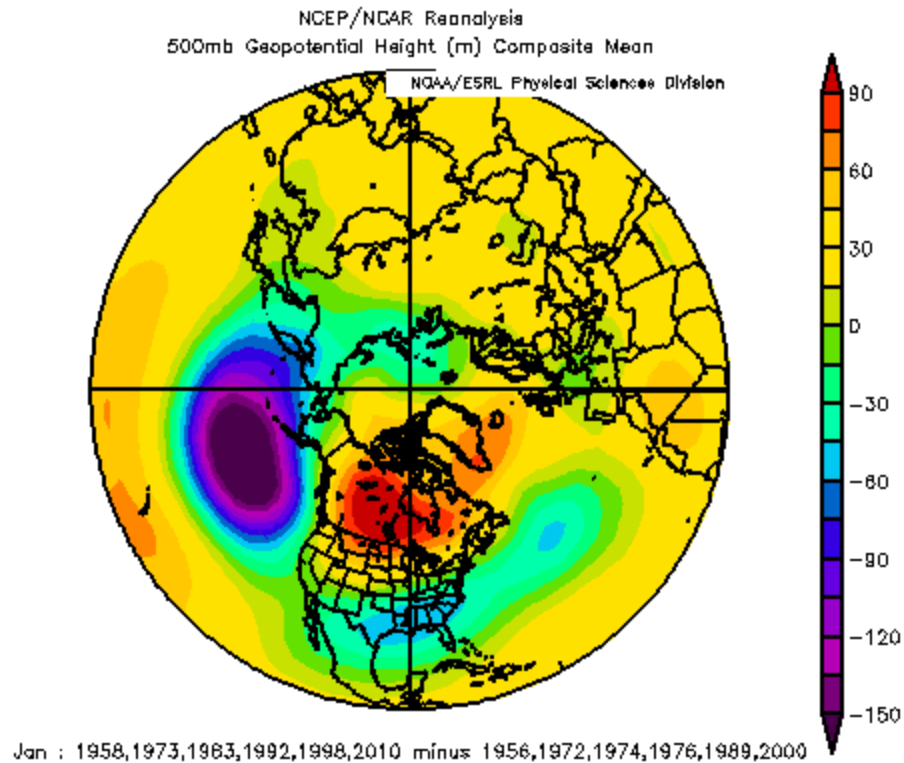 NCEP/NCAR Reanalysis
500mb Geopotential Height (m) Composite Mean
NOAA/ESRL Physical Sciences Division
90
60
30
0
-30
-60
-90
-120
-150
Jan : 1958,1973,1983,1992,1998,2010 minus 1956,1972,1974,1976,1989,2000